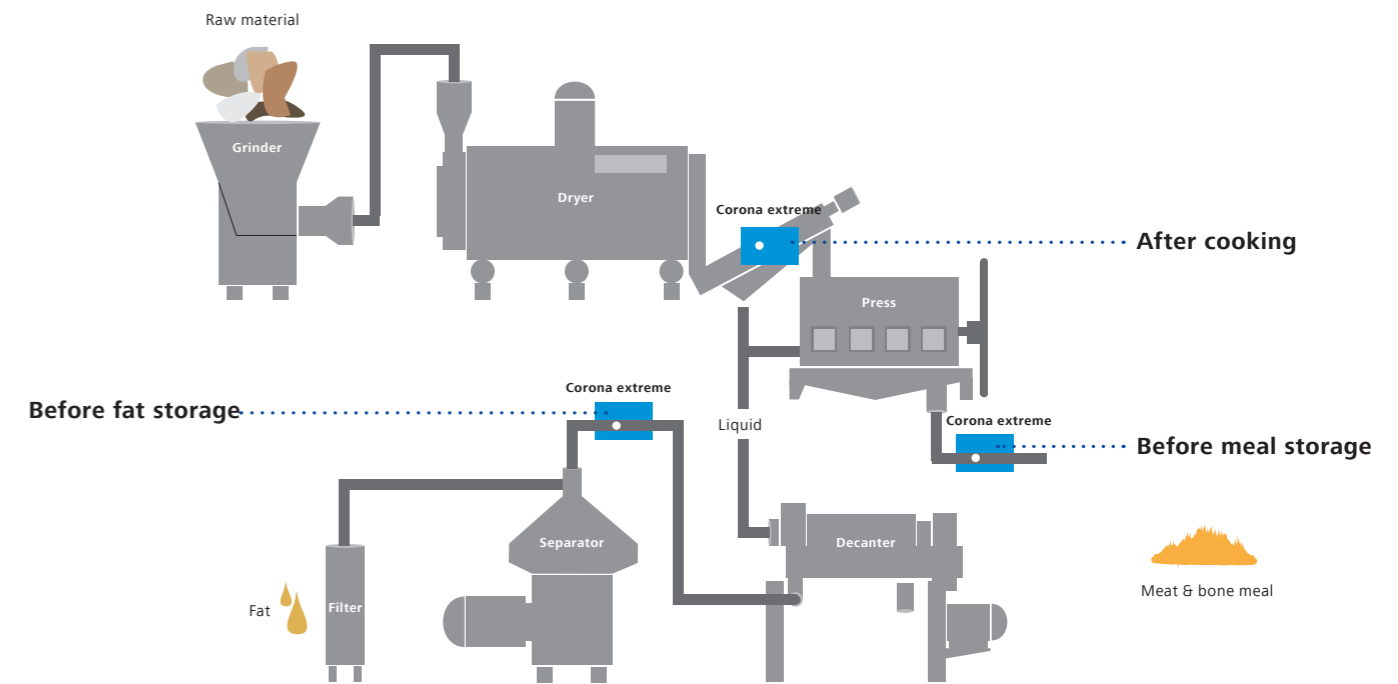 Raw material
Grinder
Dryer
Corona extreme
After cooking
Press
Corona extreme
Before fat storage
Liquid
Corona extreme
Before meal storage
Separator
Decanter
Meat & bone meal
Fat
Filter